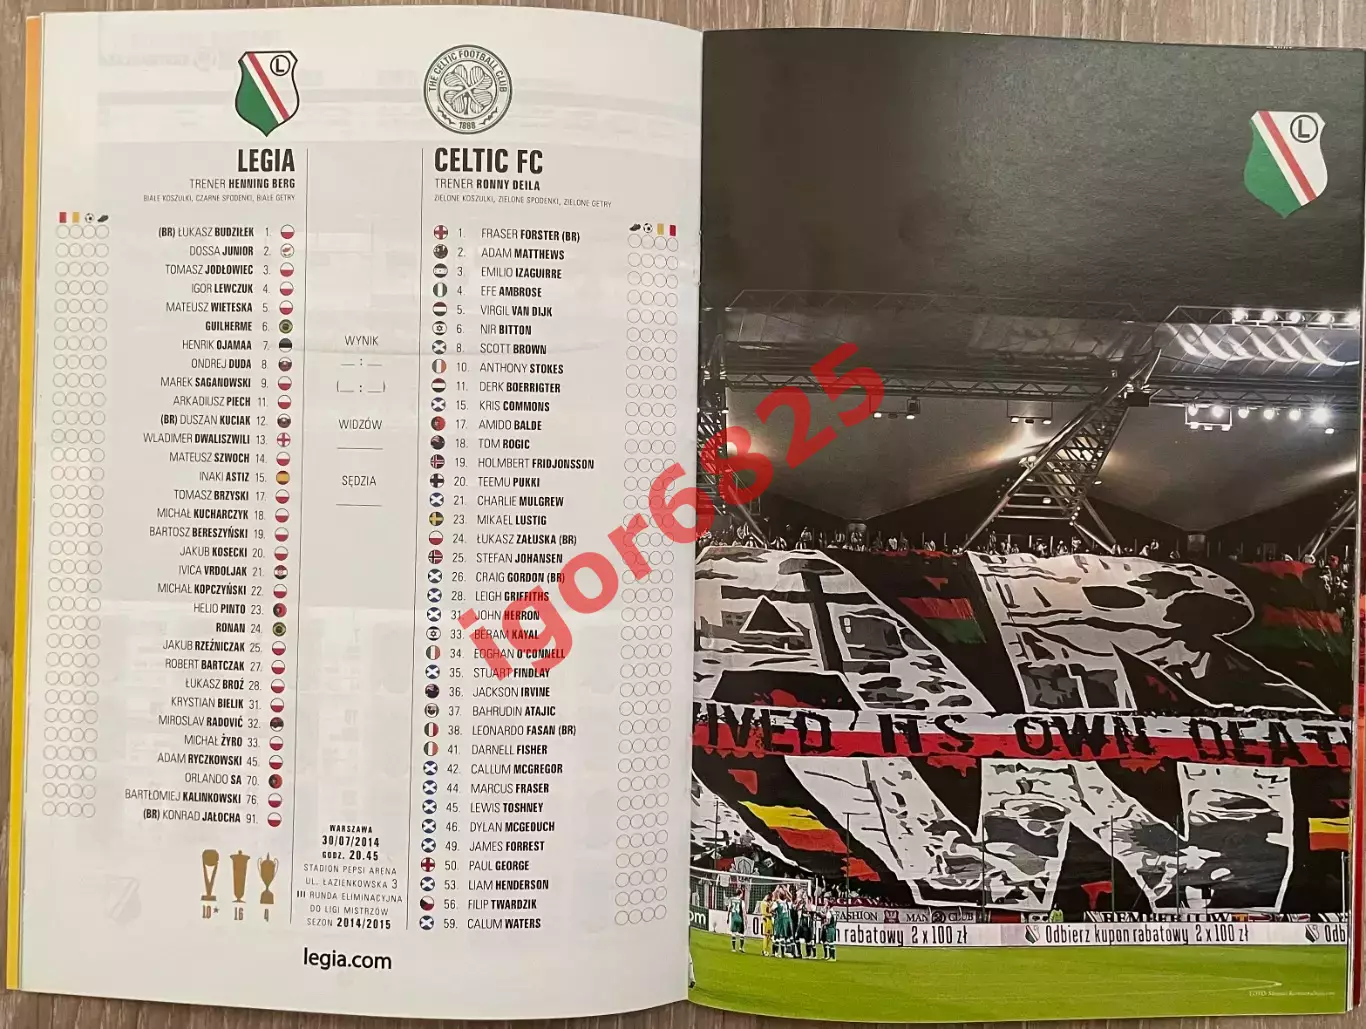 LEGIA
TRENER HENNING BERG
BIAŁE KOSZULKI, CZARNE SPODENKI, BIAŁE GETRY
(BR) ŁUKASZ BUDZIŁEK 1.
DOSSA JUNIOR 2.
TOMASZ JODŁOWIEC 3.
IGOR LEWCZUK 4.
MATEUSZ WIETESKA 5.
GUILHERME 6.
HENRIK OJAMAA 7.
ONDREJ DUDA 8.
MAREK SAGANOWSKI 9.
ARKADIUSZ PIECH 11.
(BR) DUSZAN KUCIAK 12.
WLADIMER DWALISZWILI 13.
MATEUSZ SZWOCH 14.
INAKI ASTIZ 15.
TOMASZ BRZYSKI 17.
MICHAŁ KUCHARCZYK 18.
BARTOSZ BERESZYŃSKI 19.
JAKUB KOSECKI 20.
IVICA VRDOLJAK 21.
MICHAŁ KOPCZYŃSKI 22.
HELIO PINTO 23.
RONAN 24.
JAKUB RZEŹNICZAK 25.
ROBERT BARTCZAK 27.
ŁUKASZ BROŹ 28.
KRYSTIAN BIELIK 31.
MIROSLAV RADOVIĆ 32.
MICHAŁ ŻYRO 33.
ADAM RYCZKOWSKI 45.
ORLANDO SA 70.
BARTŁOMIEJ KALINKOWSKI 76.
(BR) KONRAD JAŁOCHA 91.
10* 16 4
WYNIK
__ : __
( __ : __ )
WIDZÓW
SĘDZIA
WARSZAWA
30/07/2014
GODZ. 20.45
STADION PEPSI ARENA
UL. ŁAZIENKOWSKA 3
III RUNDA ELIMINACYJNA
DO LIGI MISTRZÓW
SEZON 2014/2015
legia.com
THE CELTIC FOOTBALL CLUB
1888
CELTIC FC
TRENER RONNY DEILA
ZIELONE KOSZULKI, ZIELONE SPODENKI, ZIELONE GETRY
1. FRASER FORSTER (BR)
2. ADAM MATTHEWS
3. EMILIO IZAGUIRRE
4. EFE AMBROSE
5. VIRGIL VAN DIJK
6. NIR BITTON
8. SCOTT BROWN
10. ANTHONY STOKES
11. DERK BOERRIGTER
15. KRIS COMMONS
17. AMIDO BALDE
18. TOM ROGIC
19. HOLMBERT FRIDJONSSON
20. TEEMU PUKKI
21. CHARLIE MULGREW
23. MIKAEL LUSTIG
24. ŁUKASZ ZAŁUSKA (BR)
25. STEFAN JOHANSEN
26. CRAIG GORDON (BR)
28. LEIGH GRIFFITHS
31. JOHN HERRON
33. BERAM KAYAL
34. EOGHAN O'CONNELL
35. STUART FINDLAY
36. JACKSON IRVINE
37. BAHRUDIN ATAJIC
38. LEONARDO FASAN (BR)
41. DARNELL FISHER
42. CALLUM MCGREGOR
44. MARCUS FRASER
45. LEWIS TOSHNEY
46. DYLAN MCGEOUCH
49. JAMES FORREST
50. PAUL GEORGE
53. LIAM HENDERSON
56. FILIP TWARDZIK
59. CALUM WATERS
igor6825
L
L
IVED ITS OWN DEAT
FASHION MAN CLUB
REMBERTÓW
rabatowy 2 x 100 zł
Odbierz kupon rabatowy 2 x 100 zł
Odb